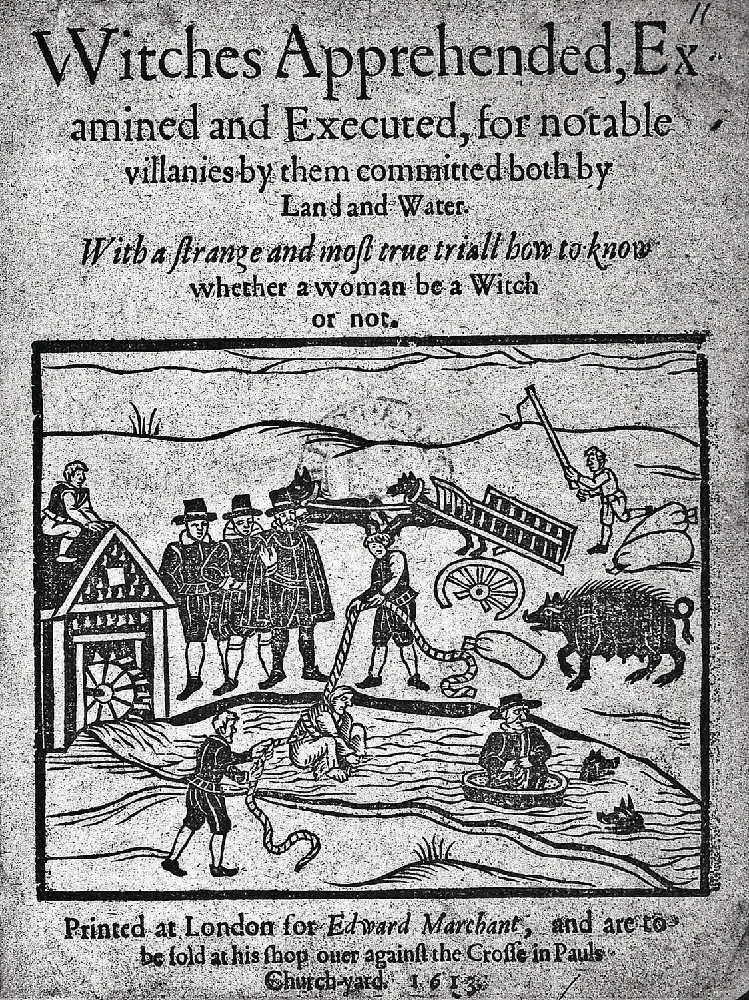 Witches Apprehended, Ex-
amined and Executed, for notable
villanies by them committed both by
Land and Water.
With a ſtrange and moſt true triall how to know
whether a woman be a Witch
or not.
Printed at London for Edward Marchant, and are to
be ſold at his ſhop ouer againſt the Croſſe in Pauls
Church-yard. 1613.